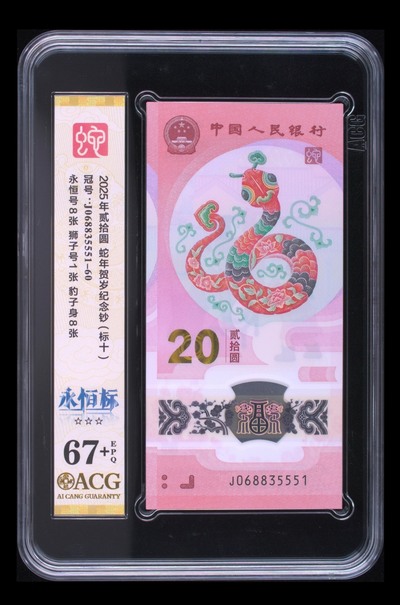 2025年贰拾圆 蛇年贺岁纪念钞（标十）
冠号：J068835551-60
永恒号8张 狮子号1张 豹子身8张
永恒标
67+
EPQ
ACG
AI CANG GUARANTY
中国人民银行
20
贰拾圆
J068835551
ACG